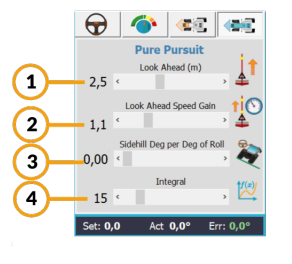 Pure Pursuit
Look Ahead (m)
1
2,5
Look Ahead Speed Gain
2
1,1
Sidehill Deg per Deg of Roll
3
0,00
Integral
4
15
f(z)
Set: 0,0 Act 0,0° Err: 0,0°